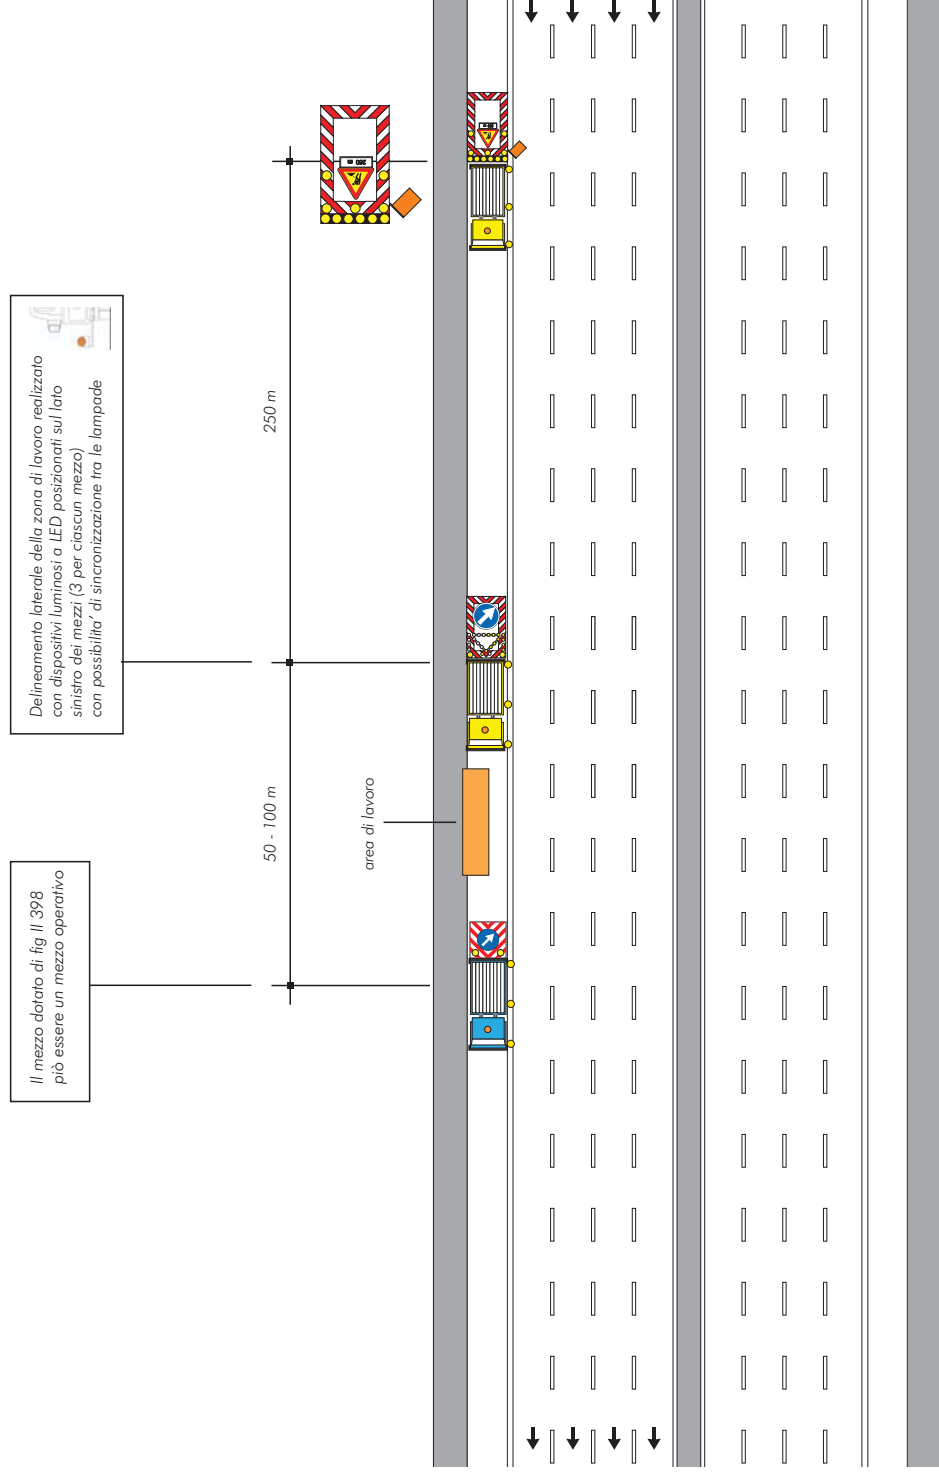 Delineamento laterale della zona di lavoro realizzato
con dispositivi luminosi a LED posizionati sul lato
sinistro dei mezzi (3 per ciascun mezzo)
con possibilita' di sincronizzazione tra le lampade
Il mezzo dotato di fig II 398
piò essere un mezzo operativo
250 m
50 - 100 m
area di lavoro
250 m